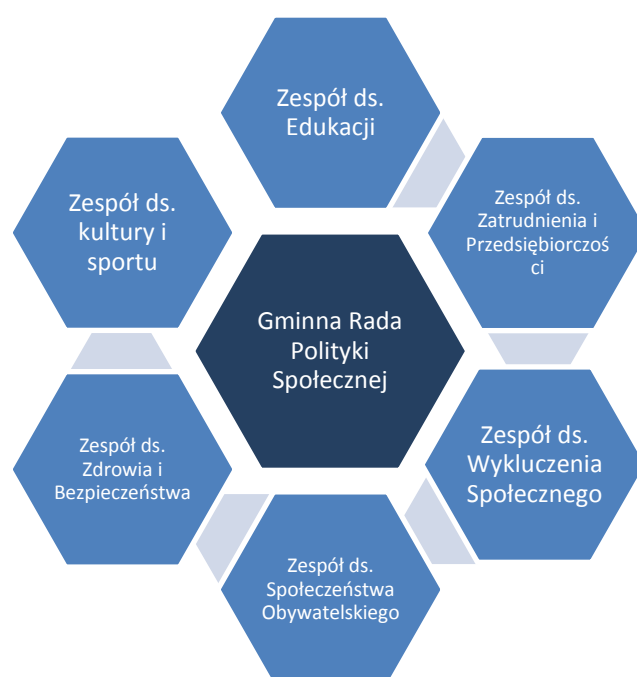 Zespół ds.
Edukacji
Zespół ds.
Zatrudnienia i
Przedsiębiorczoś
ci
Zespół ds.
Wykluczenia
Społecznego
Zespół ds.
Społeczeństwa
Obywatelskiego
Zespół ds.
Zdrowia i
Bezpieczeństwa
Zespół ds.
kultury i
sportu
Gminna Rada
Polityki
Społecznej